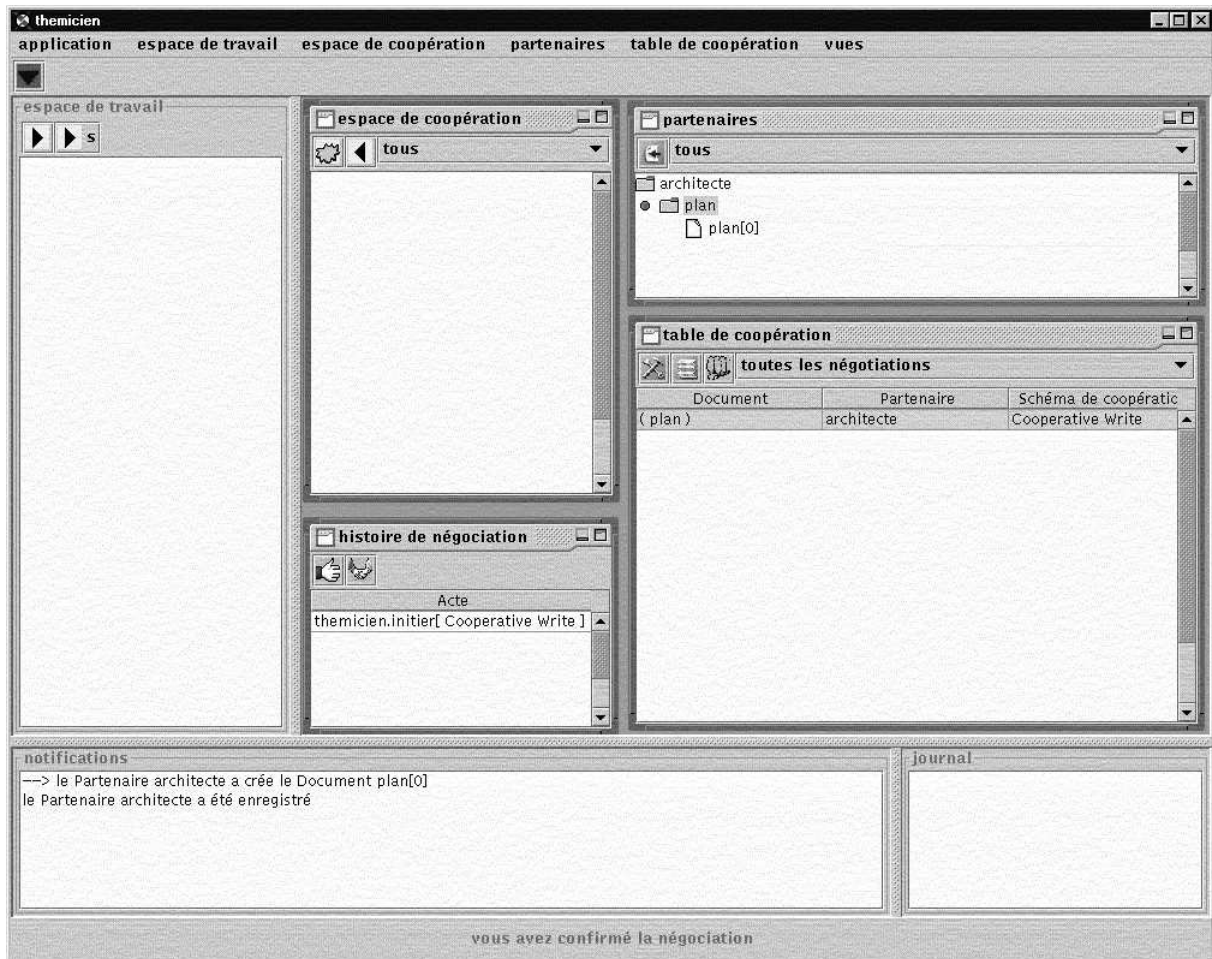 themicien
application espace de travail espace de coopération partenaires table de coopération vues
espace de travail
s
espace de coopération
tous
histoire de négociation
Acte
themicien.initier[ Cooperative Write ]
partenaires
tous
architecte
plan
plan[0]
table de coopération
toutes les négotiations
Document Partenaire Schéma de coopératic
( plan ) architecte Cooperative Write
notifications
––> le Partenaire architecte a crée le Document plan[0]
le Partenaire architecte a été enregistré
journal
vous avez confirmé la négociation